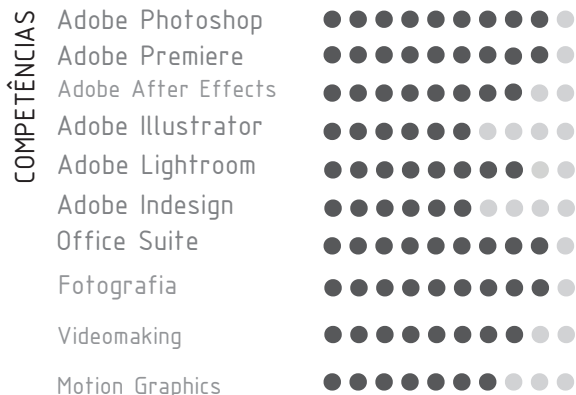 COMPETÊNCIAS
Adobe Photoshop
Adobe Premiere
Adobe After Effects
Adobe Illustrator
Adobe Lightroom
Adobe Indesign
Office Suite
Fotografia
Videomaking
Motion Graphics